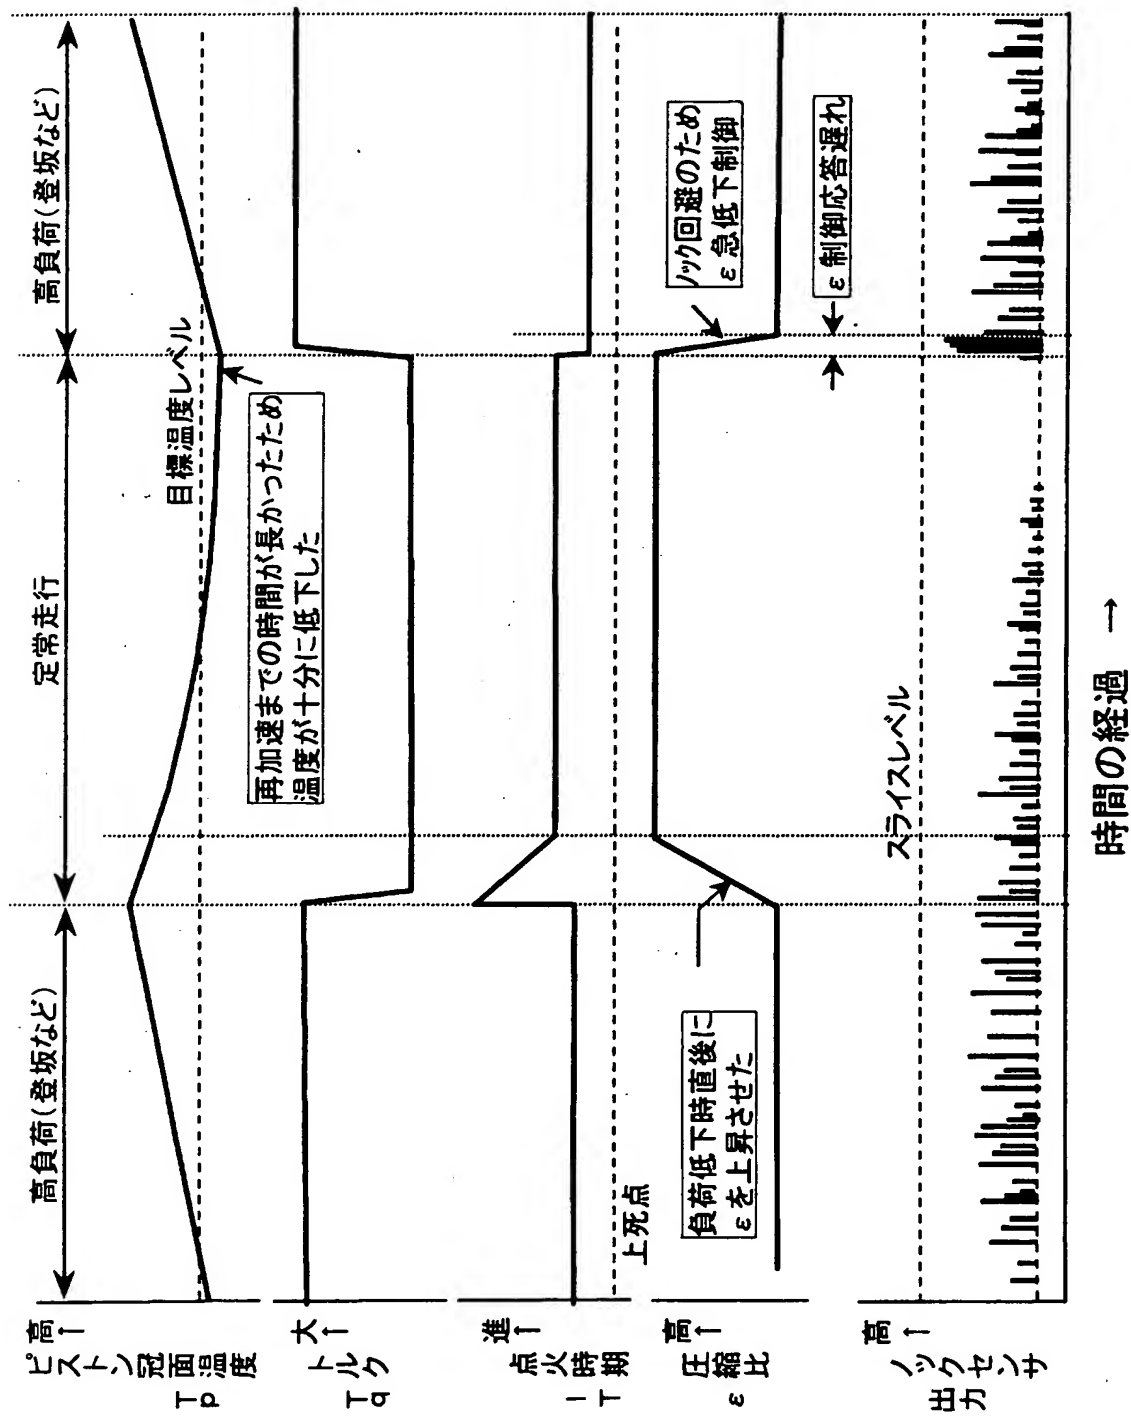 高負荷(登坂など)
定常走行
高負荷(登坂など)
高↑
ピストン冠面温度
Tp
目標温度レベル
再加速までの時間が長かったため
温度が十分に低下した
大↑
トルク
Tq
進↑
点火時期
IT
上死点
高↑
圧縮比
ε
負荷低下時直後に
εを上昇させた
ノック回避のため
ε急低下制御
ε制御応答遅れ
高↑
ノックセンサ
出力
スライスレベル
時間の経過 →